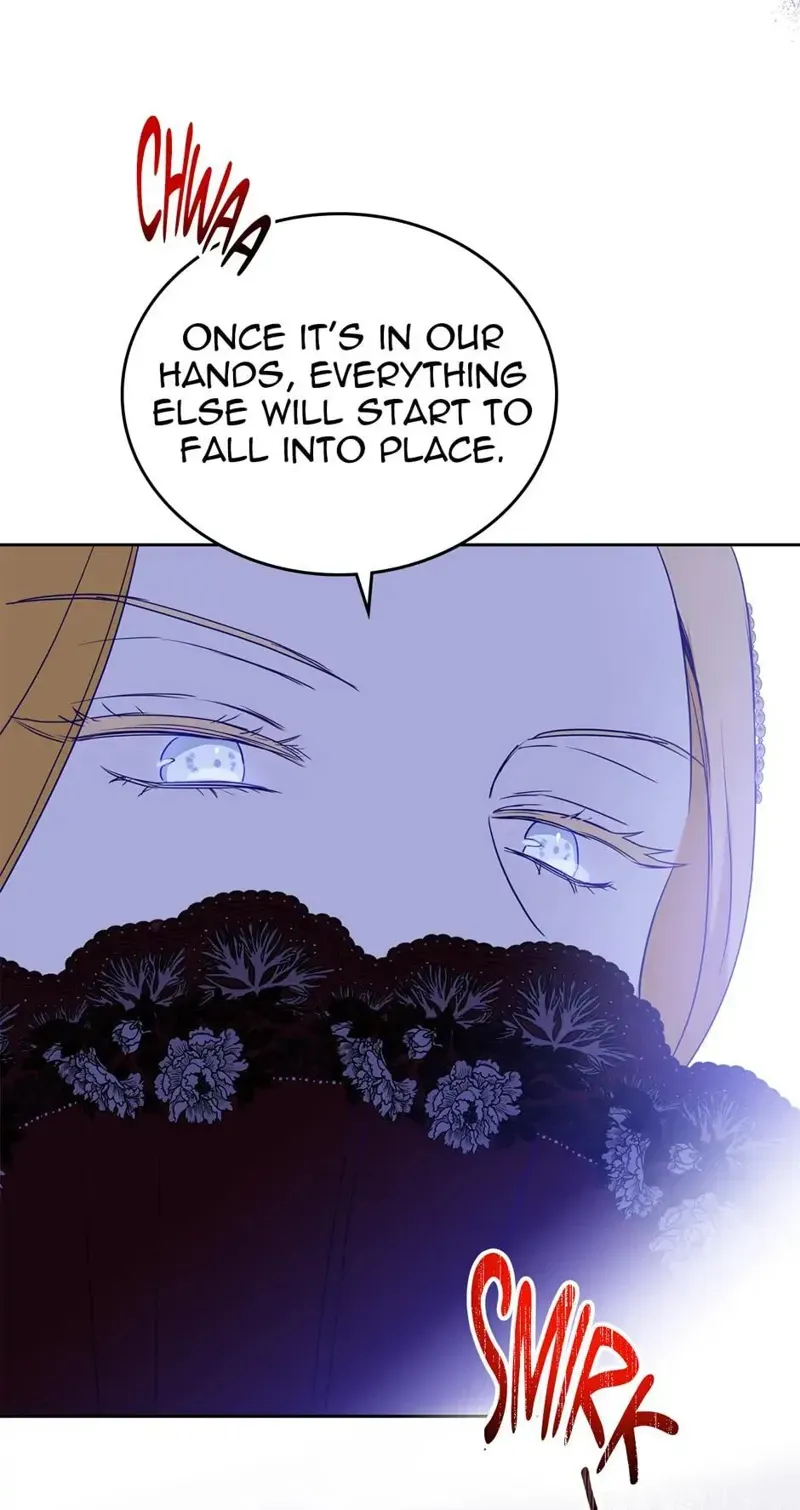 CHWAA
ONCE IT'S IN OUR
HANDS, EVERYTHING
ELSE WILL START TO
FALL INTO PLACE.
SMIRK